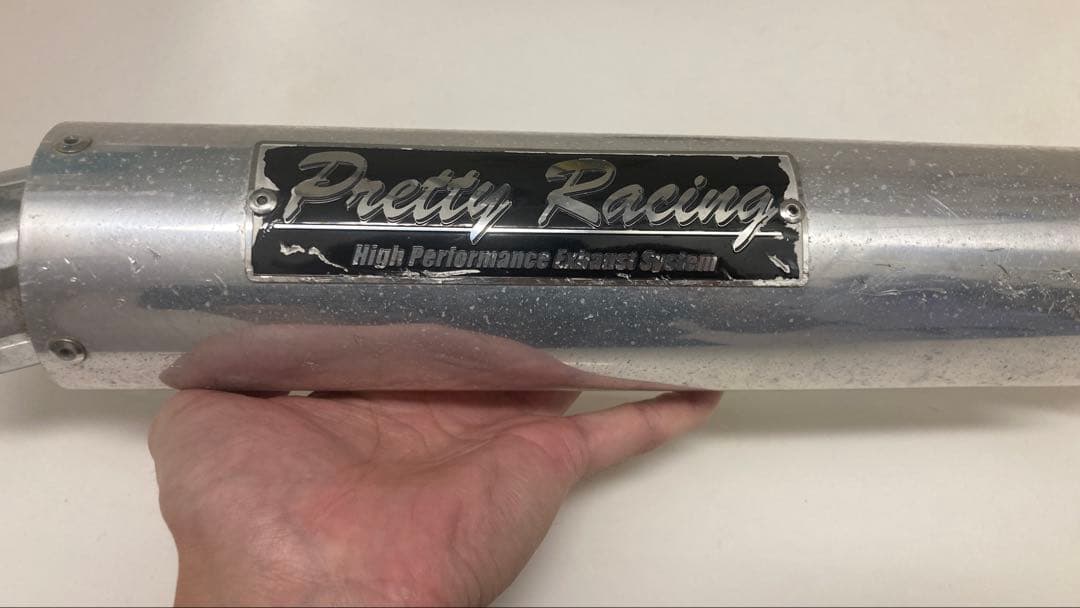 Pretty Racing
High Performance Exhaust System